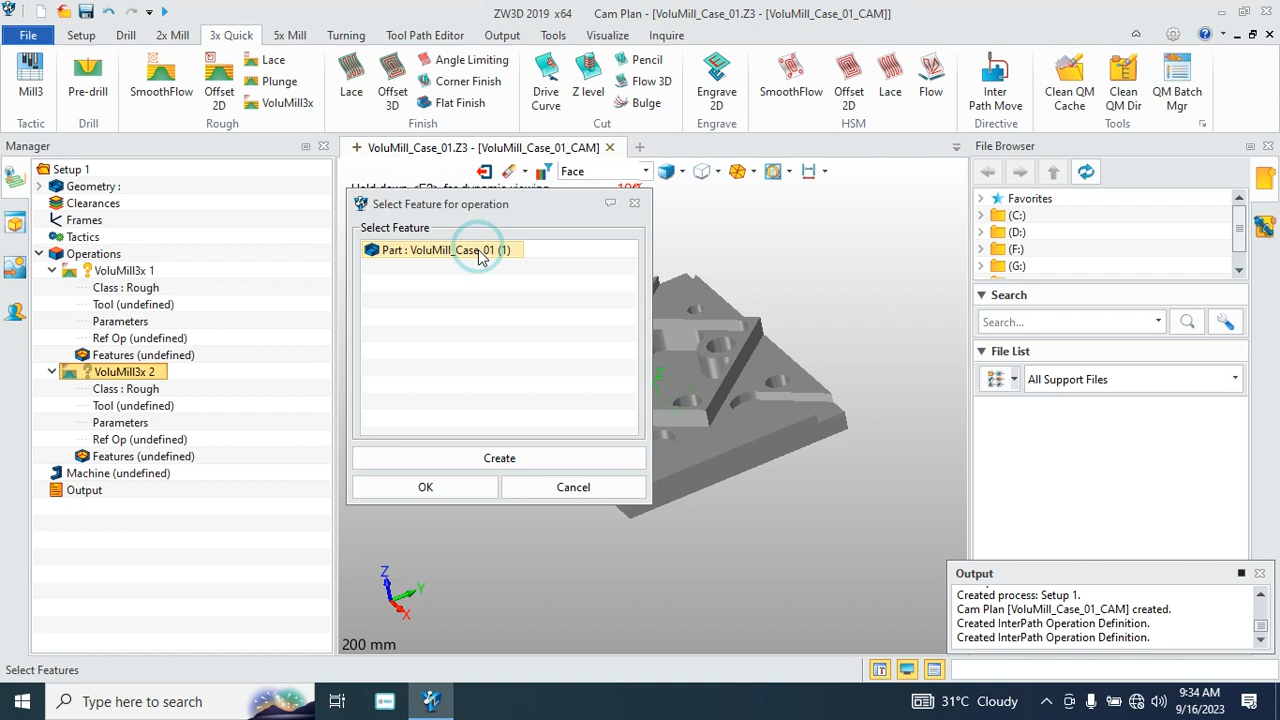 ZW3D 2019 x64 Cam Plan - [VoluMill_Case_01.Z3 - [VoluMill_Case_01_CAM]
File Setup Drill 2x Mill 3x Quick 5x Mill Turning Tool Path Editor Output Tools Visualize Inquire
Mill3
Tactic
Pre-drill
Drill
SmoothFlow
Offset 2D
Lace
Plunge
VoluMill3x
Rough
Lace
Offset 3D
Angle Limiting
Corner Finish
Flat Finish
Finish
Drive Curve
Z level
Pencil
Flow 3D
Bulge
Cut
Engrave 2D
Engrave
SmoothFlow
Offset 2D
Lace
Flow
HSM
Inter Path Move
Directive
Clean QM Cache
Clean QM Dir
QM Batch Mgr
Tools
Manager
Setup 1
Geometry :
Clearances
Frames
Tactics
Operations
VoluMill3x 1
Class : Rough
Tool (undefined)
Parameters
Ref Op (undefined)
Features (undefined)
VoluMill3x 2
Class : Rough
Tool (undefined)
Parameters
Ref Op (undefined)
Features (undefined)
Machine (undefined)
Output
VoluMill_Case_01.Z3 - [VoluMill_Case_01_CAM]
Face
Hold down <F2> for dynamic viewing.
Select Feature for operation
Select Feature
Part : VoluMill_Case_01 (1)
Create
OK Cancel
Z
Y
X
Z
200 mm
File Browser
Favorites
(C:)
(D:)
(F:)
(G:)
Search
Search...
File List
All Support Files
Output
Created process: Setup 1.
Cam Plan [VoluMill_Case_01_CAM] created.
Created InterPath Operation Definition.
Created InterPath Operation Definition.
Select Features
Type here to search
31°C Cloudy
9:34 AM
9/16/2023